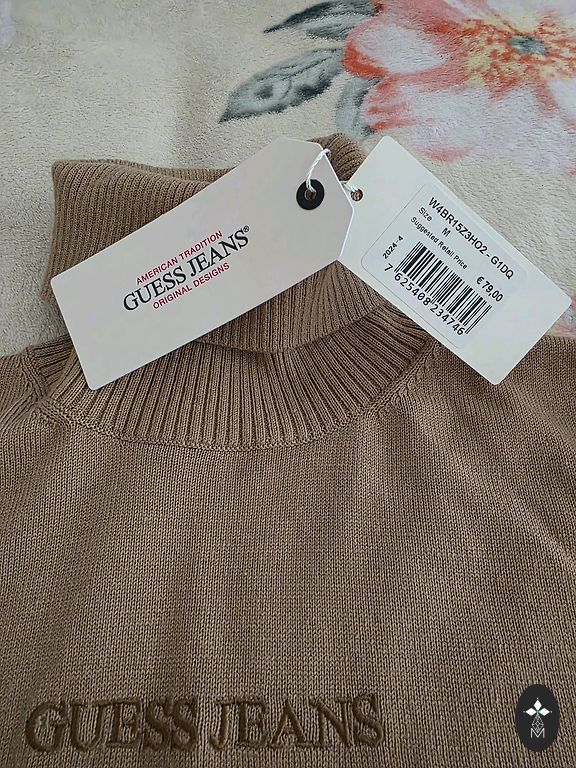 AMERICAN TRADITION
GUESS JEANS®
ORIGINAL DESIGNS
W4BR15Z3H02 - G1DQ
Size M
Suggested Retail Price
2024-4
€ 79,00
7 625408 234746
GUESS JEANS
M